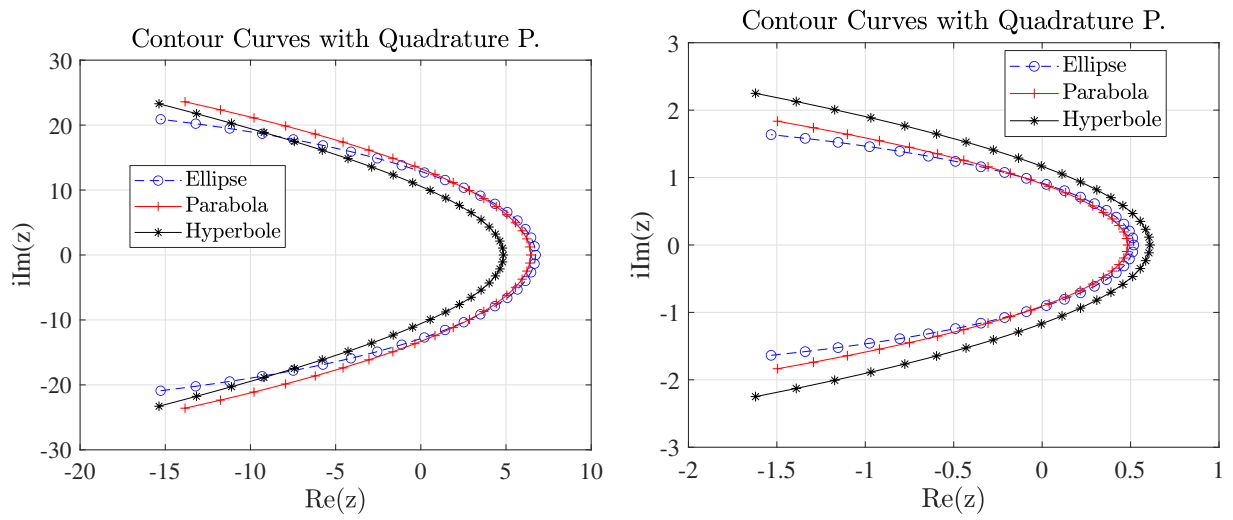 Contour Curves with Quadrature P.
30
20
10
0
-10
-20
-30
iIm(z)
Ellipse
Parabola
Hyperbole
-20
-15
-10
-5
0
5
10
Re(z)
Contour Curves with Quadrature P.
3
2
1
0
-1
-2
-3
iIm(z)
Ellipse
Parabola
Hyperbole
-2
-1.5
-1
-0.5
0
0.5
1
Re(z)